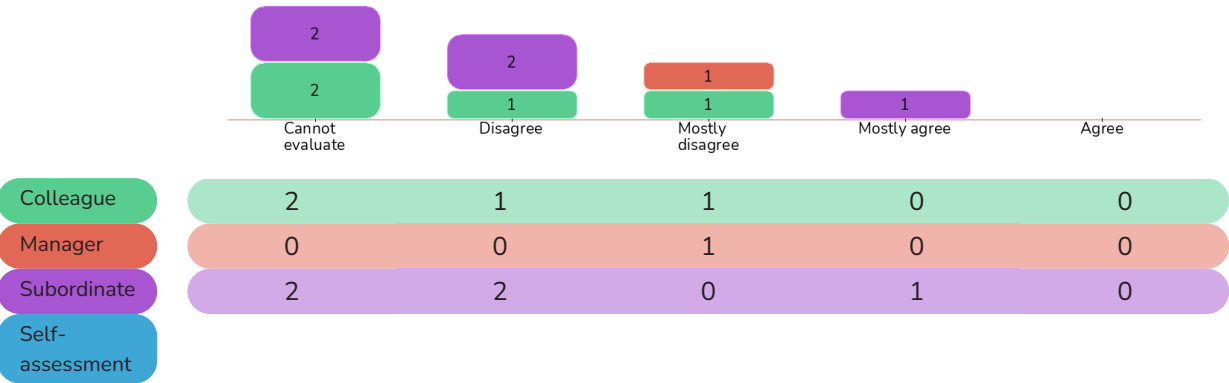 2
2
2
1
1
1
1
Cannot
evaluate
Disagree
Mostly
disagree
Mostly agree
Agree
Colleague 2 1 1 0 0
Manager 0 0 1 0 0
Subordinate 2 2 0 1 0
Self-
assessment